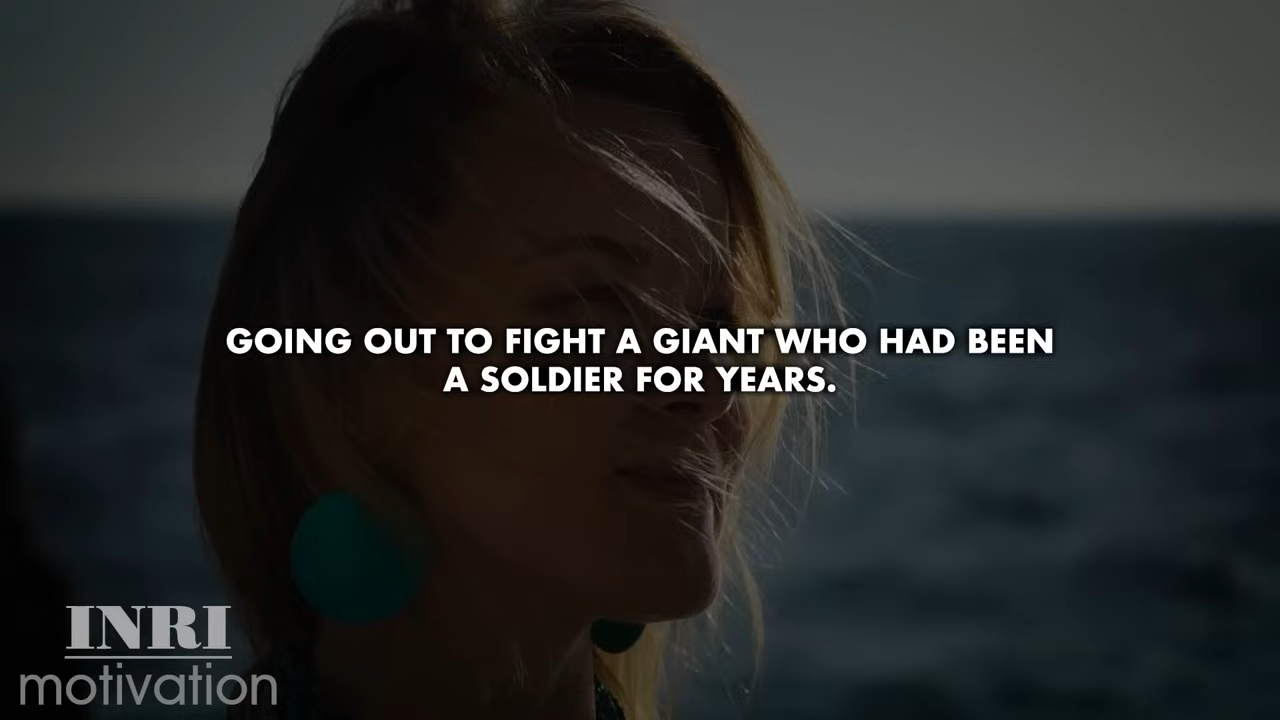 GOING OUT TO FIGHT A GIANT WHO HAD BEEN
A SOLDIER FOR YEARS.
INRI
motivation